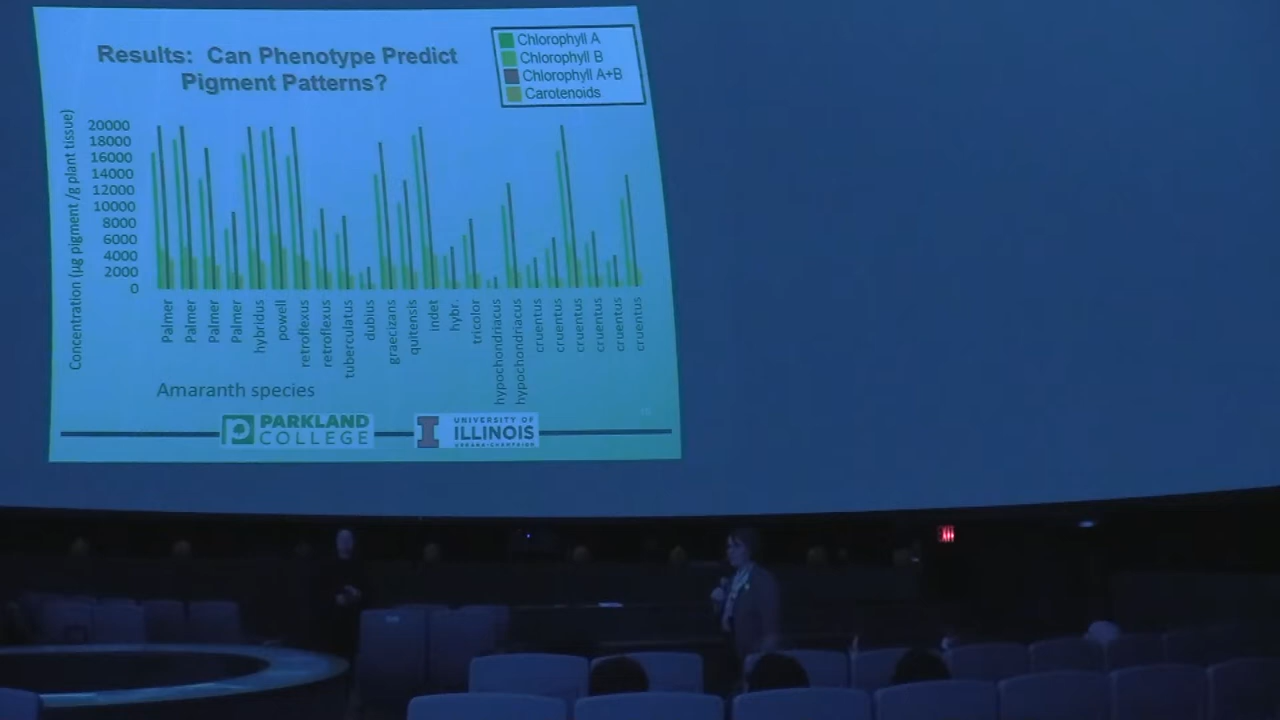 Results: Can Phenotype Predict
Pigment Patterns?
Chlorophyll A
Chlorophyll B
Chlorophyll A+B
Carotenoids
Concentration (µg pigment /g plant tissue)
20000
18000
16000
14000
12000
10000
8000
6000
4000
2000
0
Palmer
Palmer
Palmer
Palmer
hybridus
powell
retroflexus
retroflexus
tuberculatus
dubius
graecizans
quitensis
indet
hybr.
tricolor
hypochondriacus
hypochondriacus
cruentus
cruentus
cruentus
cruentus
cruentus
cruentus
Amaranth species
PARKLAND
COLLEGE
UNIVERSITY OF
ILLINOIS
URBANA-CHAMPAIGN